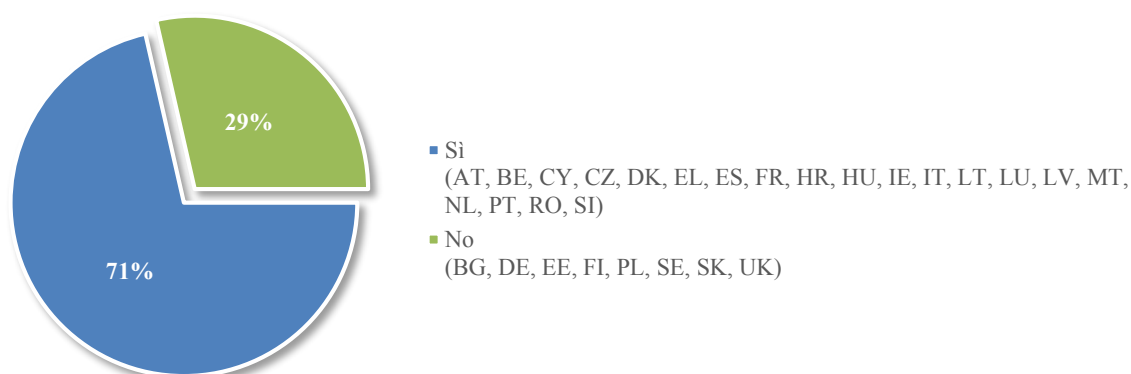 29%
71%
Sì
(AT, BE, CY, CZ, DK, EL, ES, FR, HR, HU, IE, IT, LT, LU, LV, MT,
NL, PT, RO, SI)
No
(BG, DE, EE, FI, PL, SE, SK, UK)